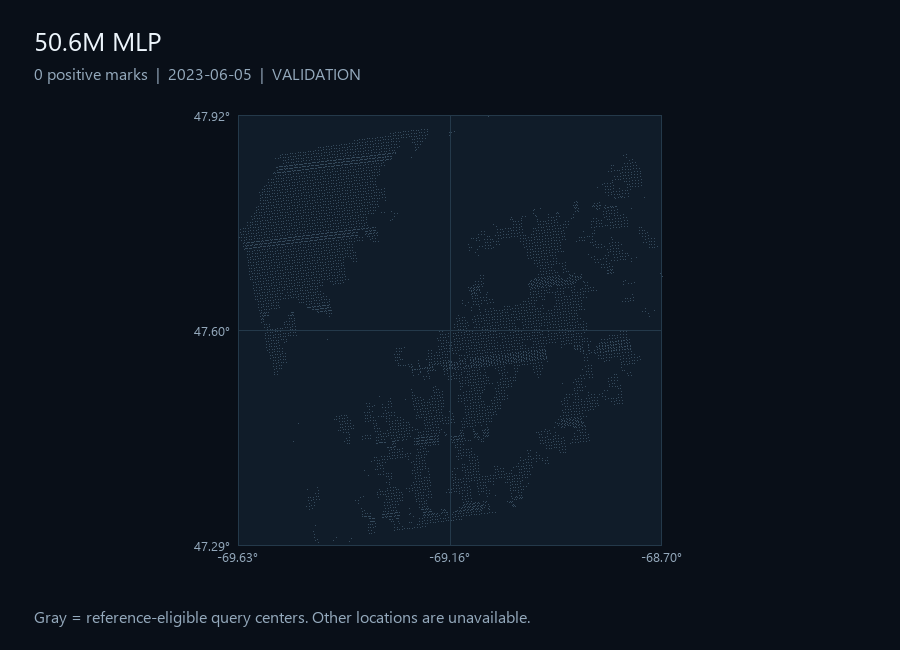 50.6M MLP
0 positive marks | 2023-06-05 | VALIDATION
47.92°
47.60°
47.29°
-69.63°
-69.16°
-68.70°
Gray = reference-eligible query centers. Other locations are unavailable.